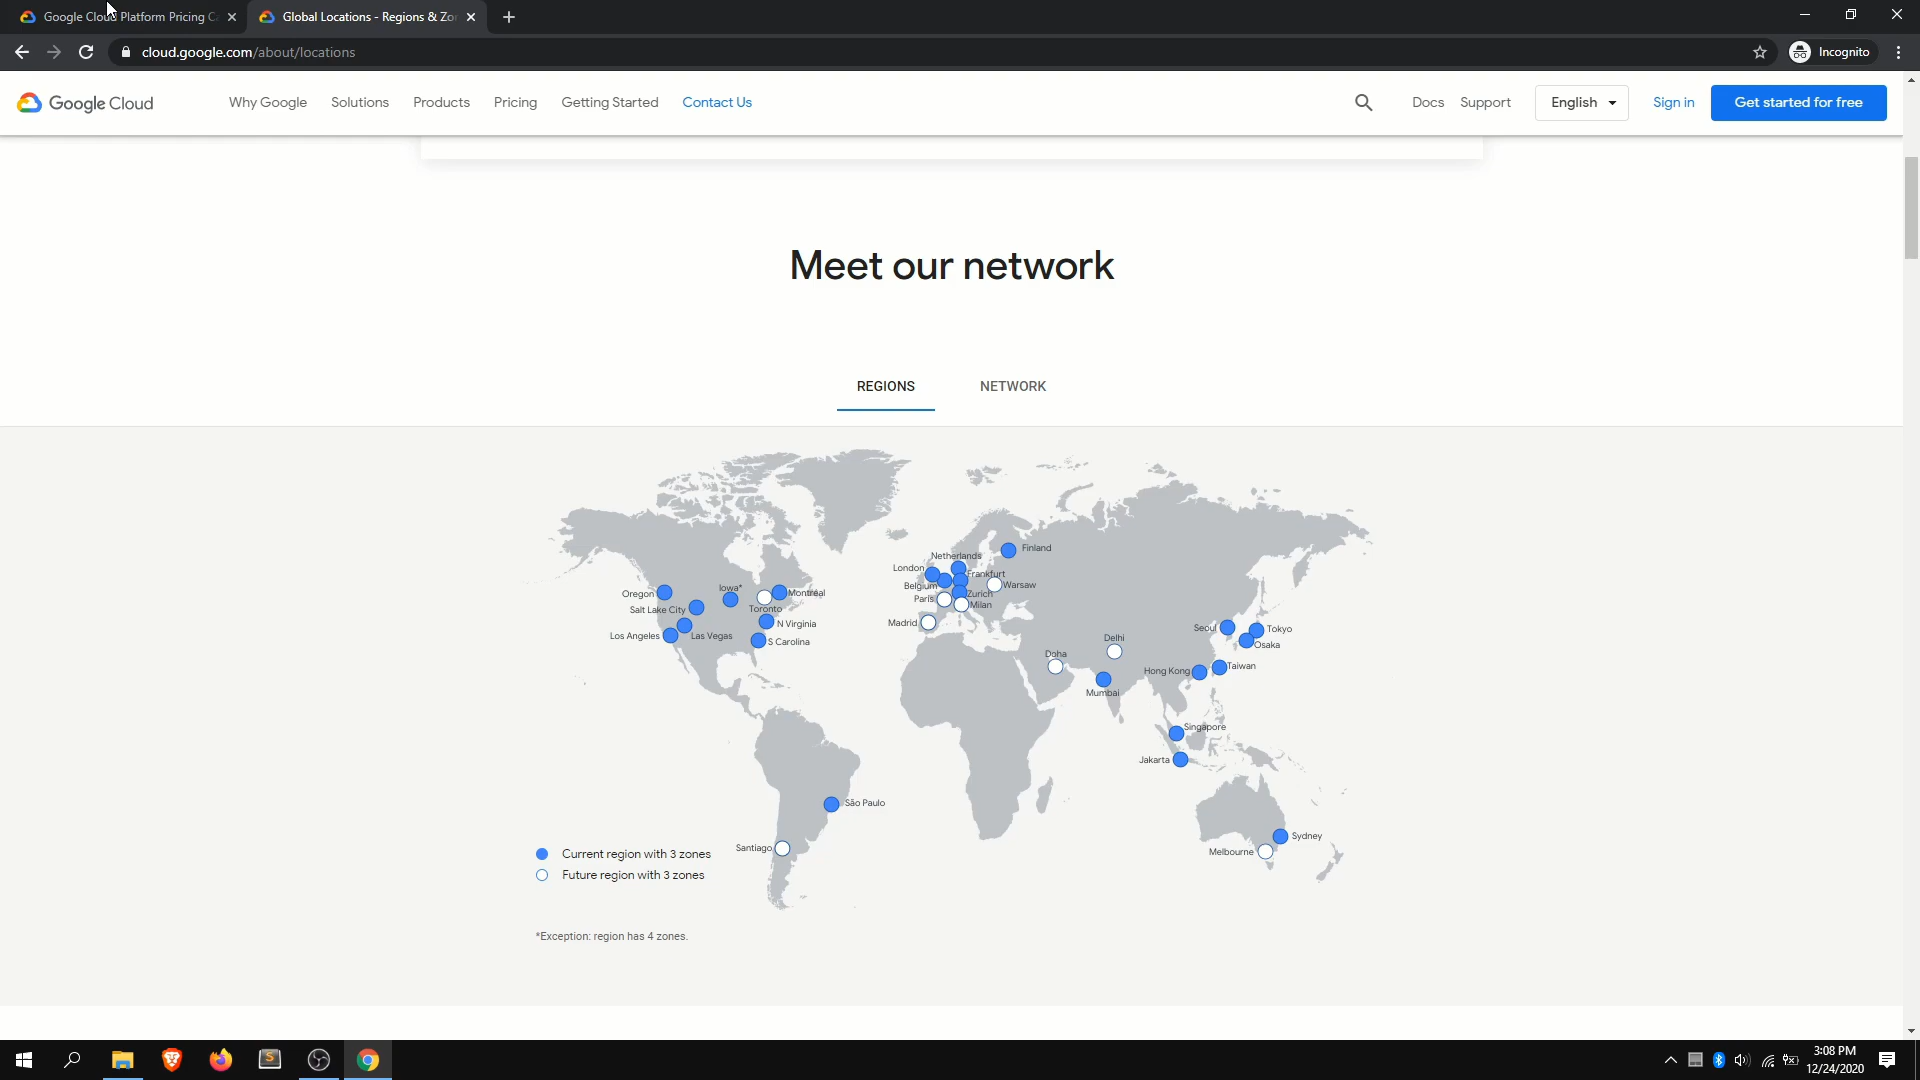 Google Cloud Platform Pricing Ca
Global Locations - Regions & Zo
cloud.google.com/about/locations
Incognito
Google Cloud
Why Google
Solutions
Products
Pricing
Getting Started
Contact Us
Docs
Support
English
Sign in
Get started for free
Meet our network
REGIONS
NETWORK
Finland
Netherlands
London
Frankfurt
Belgium
Warsaw
Paris
Zurich
Milan
Madrid
Oregon
Iowa*
Montréal
Salt Lake City
Toronto
N Virginia
Los Angeles
Las Vegas
S Carolina
Seoul
Tokyo
Osaka
Delhi
Doha
Hong Kong
Taiwan
Mumbai
Singapore
Jakarta
São Paulo
Sydney
Santiago
Melbourne
Current region with 3 zones
Future region with 3 zones
*Exception: region has 4 zones.
3:08 PM
12/24/2020